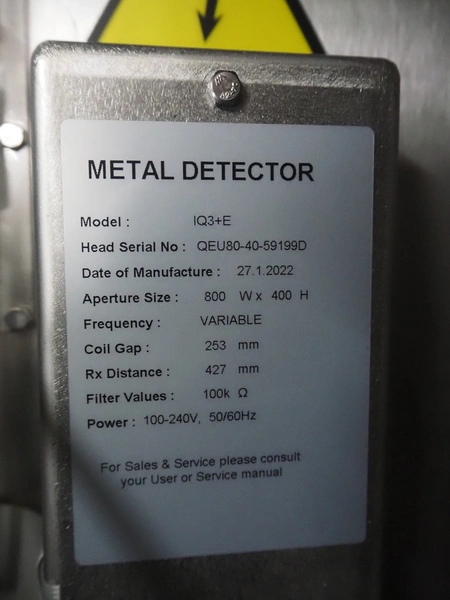 METAL DETECTOR
Model : IQ3+E
Head Serial No : QEU80-40-59199D
Date of Manufacture : 27.1.2022
Aperture Size : 800 W x 400 H
Frequency : VARIABLE
Coil Gap : 253 mm
Rx Distance : 427 mm
Filter Values : 100k Ω
Power : 100-240V, 50/60Hz
For Sales & Service please consult
your User or Service manual